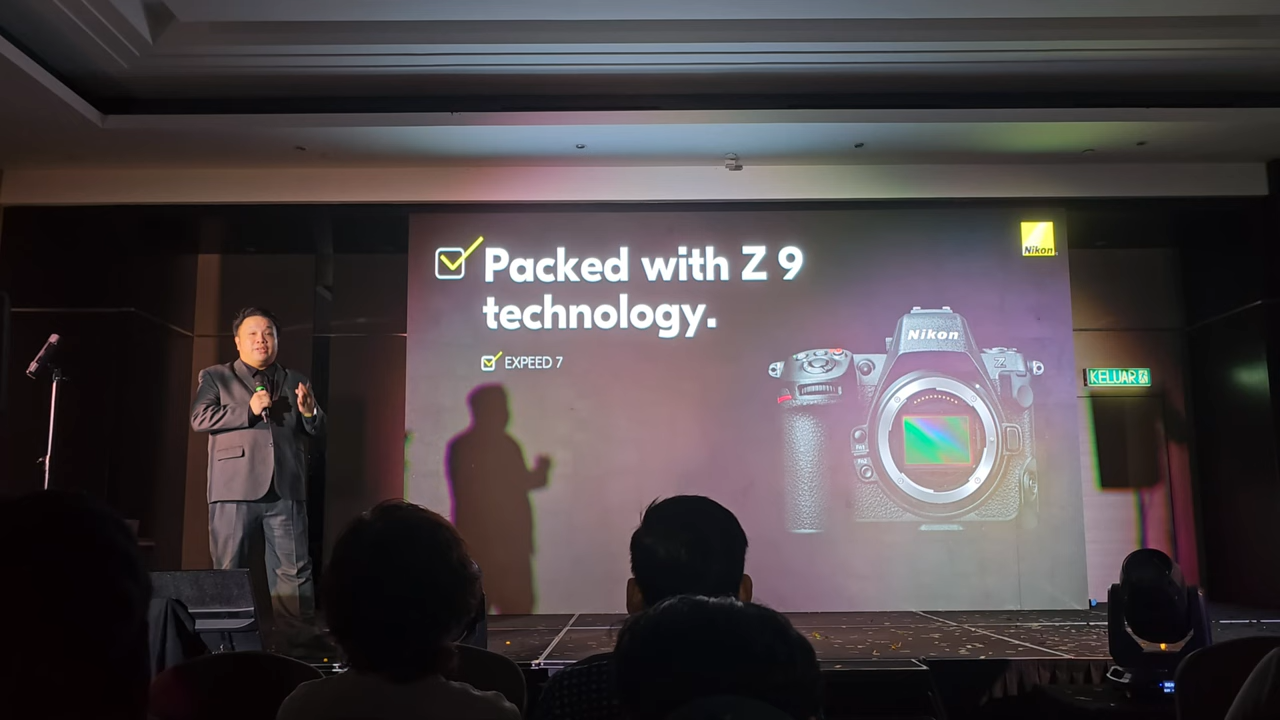 Packed with Z 9
technology.
EXPEED 7
Nikon
Nikon
Z
KELUAR